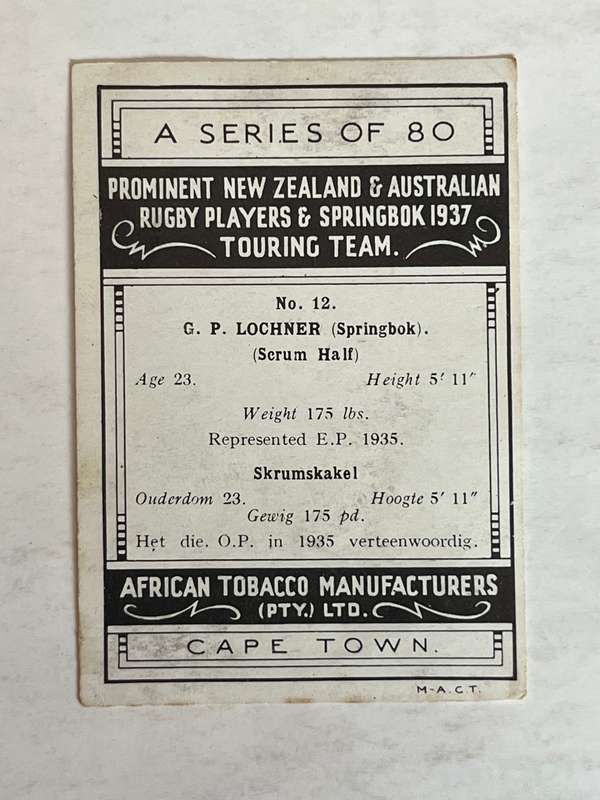 A SERIES OF 80
PROMINENT NEW ZEALAND & AUSTRALIAN
RUGBY PLAYERS & SPRINGBOK 1937
TOURING TEAM.
No. 12.
G. P. LOCHNER (Springbok).
(Scrum Half)
Age 23. Height 5' 11"
Weight 175 lbs.
Represented E.P. 1935.
Skrumskakel
Ouderdom 23. Hoogte 5' 11"
Gewig 175 pd.
Het die. O.P. in 1935 verteenwoordig.
AFRICAN TOBACCO MANUFACTURERS
(PTY.) LTD.
CAPE TOWN.
M-A.C.T.